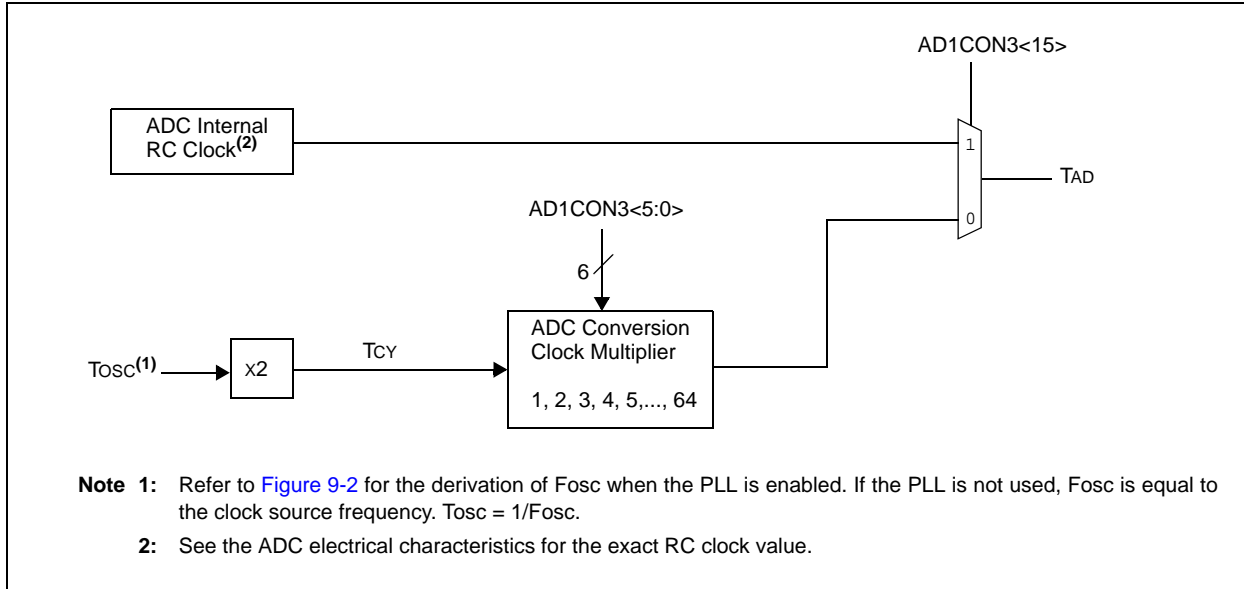 AD1CON3<15>
ADC Internal
RC Clock(2)
1
TAD
AD1CON3<5:0>
0
6
ADC Conversion
Clock Multiplier
TOSC(1)
X2
TCY
1, 2, 3, 4, 5,..., 64
Note 1: Refer to Figure 9-2 for the derivation of Fosc when the PLL is enabled. If the PLL is not used, Fosc is equal to
the clock source frequency. Tosc = 1/Fosc.
2: See the ADC electrical characteristics for the exact RC clock value.